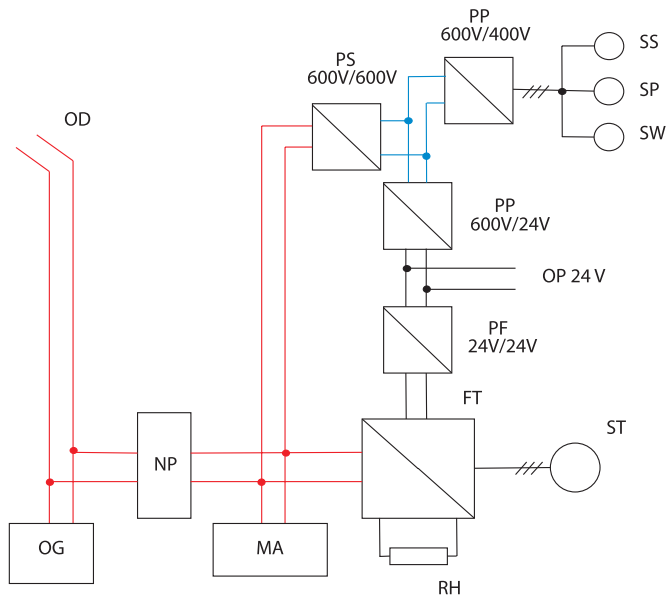 PP
600V/400V
SS
PS
600V/600V
SP
OD
SW
PP
600V/24V
OP 24 V
PF
24V/24V
FT
ST
NP
OG
MA
RH